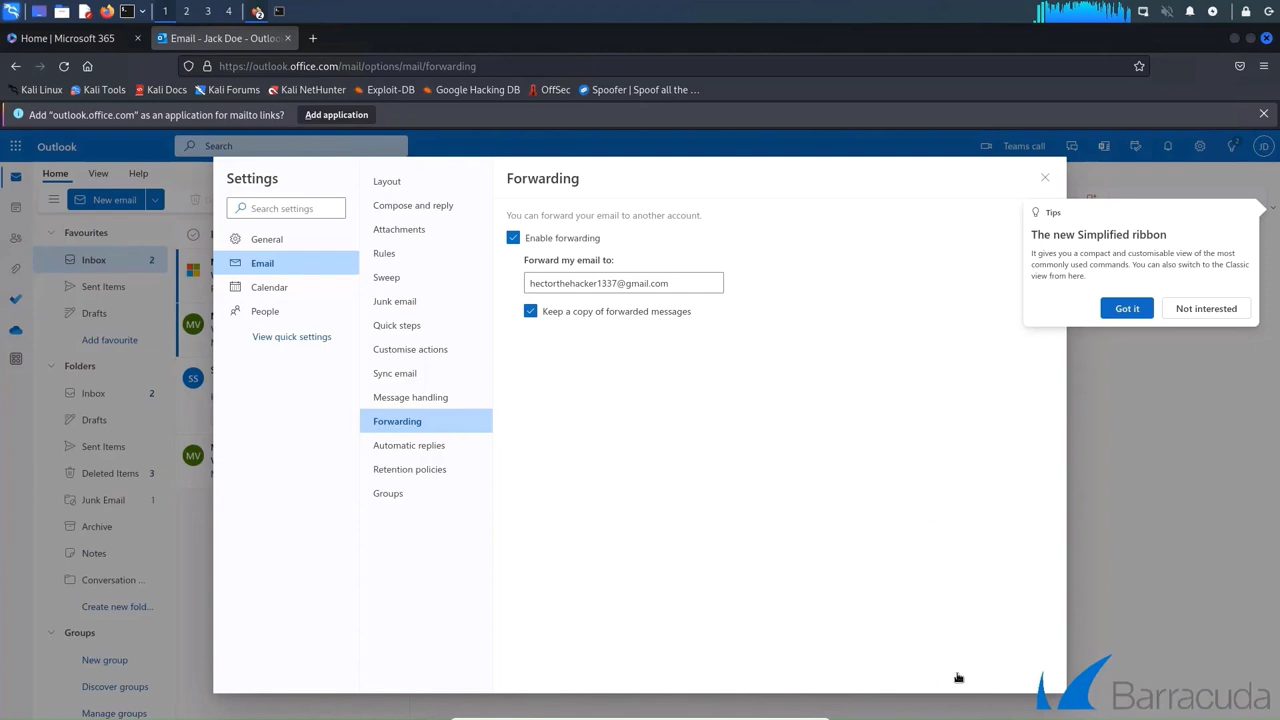 1 2 3 4
Home | Microsoft 365
Email - Jack Doe - Outloo
https://outlook.office.com/mail/options/mail/forwarding
Kali Linux Kali Tools Kali Docs Kali Forums Kali NetHunter Exploit-DB Google Hacking DB OffSec Spoofer | Spoof all the ...
Add "outlook.office.com" as an application for mailto links? Add application
Outlook
Search
Teams call
JD
Home View Help
New email
Favourites
Inbox 2
Sent Items
Drafts
Add favourite
Folders
Inbox 2
Drafts
Sent Items
Deleted Items 3
Junk Email 1
Archive
Notes
Conversation ...
Create new fold...
Groups
New group
Discover groups
Manage groups
MV
SS
MV
Settings
Search settings
General
Email
Calendar
People
View quick settings
Layout
Compose and reply
Attachments
Rules
Sweep
Junk email
Quick steps
Customise actions
Sync email
Message handling
Forwarding
Automatic replies
Retention policies
Groups
Forwarding
You can forward your email to another account.
Enable forwarding
Forward my email to:
hectorthehacker1337@gmail.com
Keep a copy of forwarded messages
Tips
The new Simplified ribbon
It gives you a compact and customisable view of the most
commonly used commands. You can also switch to the Classic
view from here.
Got it
Not interested
Barracuda